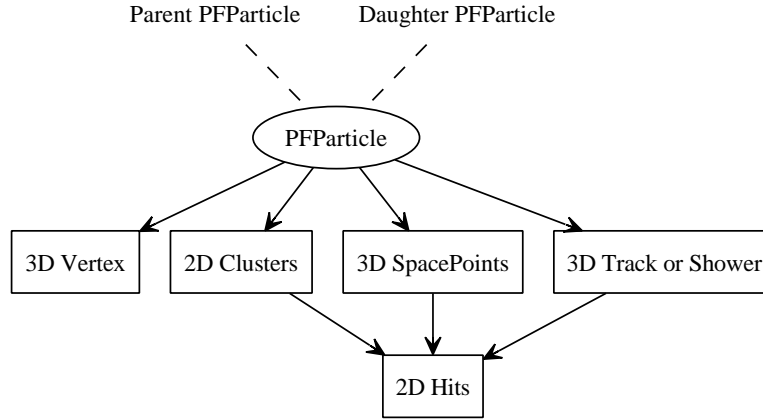 Parent PFParticle
Daughter PFParticle
PFParticle
3D Vertex
2D Clusters
3D SpacePoints
3D Track or Shower
2D Hits